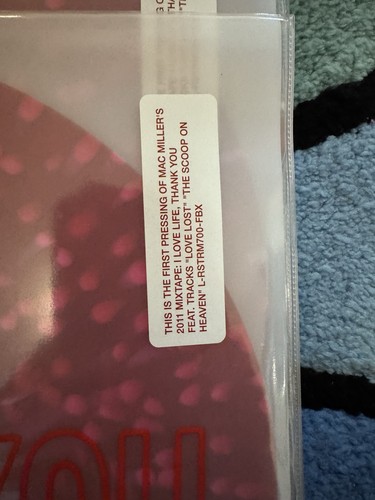 THIS IS THE FIRST PRESSING OF MAC MILLER'S
2011 MIXTAPE: I LOVE LIFE, THANK YOU
FEAT. TRACKS "LOVE LOST" "THE SCOOP ON
HEAVEN" L-RSTRM700-FBX
YOU